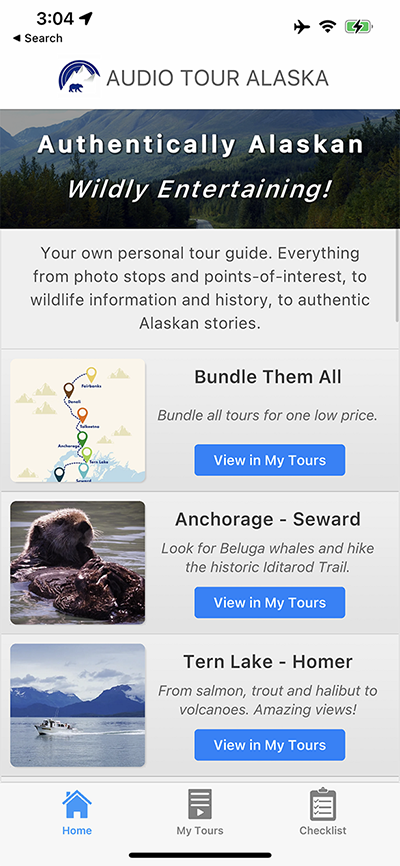 3:04
◀ Search
AUDIO TOUR ALASKA
Authentically Alaskan
Wildly Entertaining!
Your own personal tour guide. Everything
from photo stops and points-of-interest, to
wildlife information and history, to authentic
Alaskan stories.
Fairbanks
Denali
Talkeetna
Anchorage
Tern Lake
Seward
Bundle Them All
Bundle all tours for one low price.
View in My Tours
Anchorage - Seward
Look for Beluga whales and hike
the historic Iditarod Trail.
View in My Tours
Tern Lake - Homer
From salmon, trout and halibut to
volcanoes. Amazing views!
View in My Tours
Home
My Tours
Checklist